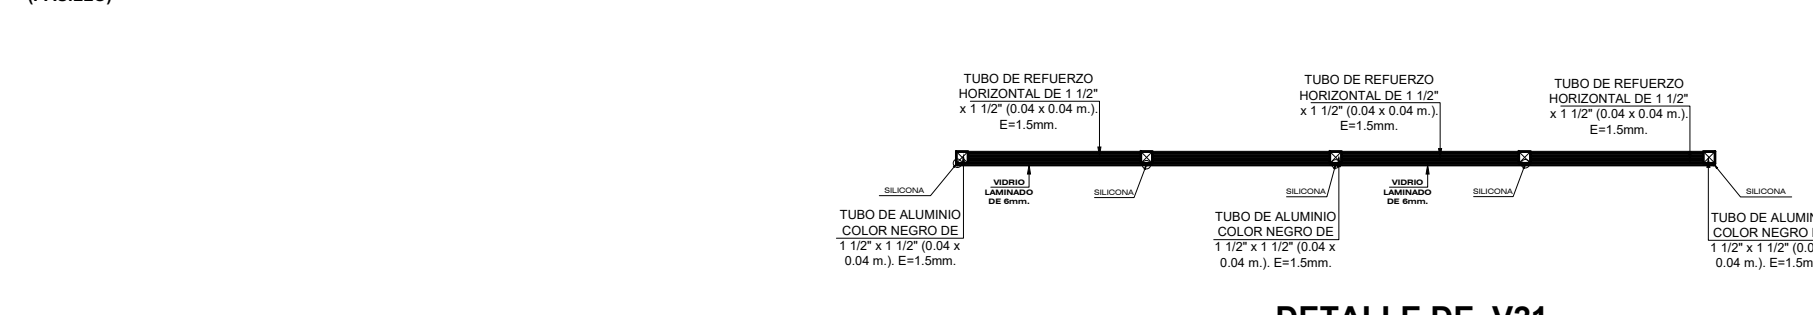 TUBO DE REFUERZO
HORIZONTAL DE 1 1/2"
x 1 1/2" (0.04 x 0.04 m.).
E=1.5mm.
TUBO DE REFUERZO
HORIZONTAL DE 1 1/2"
x 1 1/2" (0.04 x 0.04 m.).
E=1.5mm.
TUBO DE REFUERZO
HORIZONTAL DE 1 1/2"
x 1 1/2" (0.04 x 0.04 m.).
E=1.5mm.
SILICONA
VIDRIO
LAMINADO
DE 6mm.
SILICONA
SILICONA
VIDRIO
LAMINADO
DE 6mm.
SILICONA
SILICONA
TUBO DE ALUMINIO
COLOR NEGRO DE
1 1/2" x 1 1/2" (0.04 x
0.04 m.). E=1.5mm.
TUBO DE ALUMINIO
COLOR NEGRO DE
1 1/2" x 1 1/2" (0.04 x
0.04 m.). E=1.5mm.
TUBO DE ALUMIN
COLOR NEGRO
1 1/2" x 1 1/2" (0.0
0.04 m.). E=1.5m
DETALLE DE V21